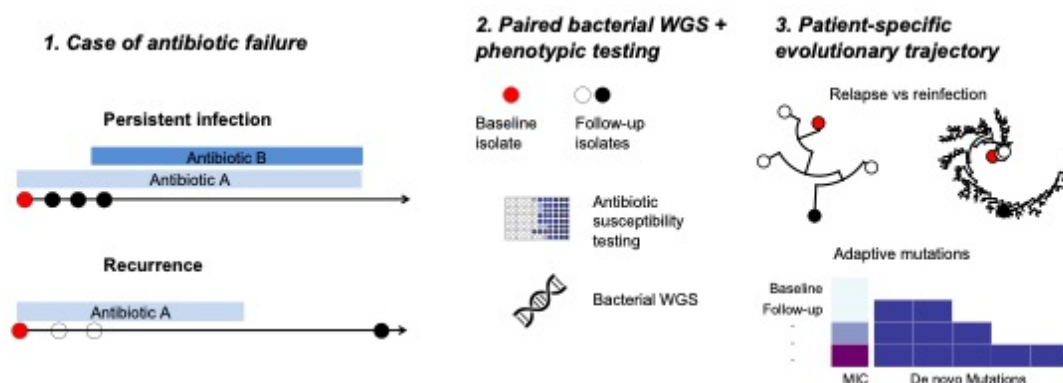 1. Case of antibiotic failure
Persistent infection
Antibiotic B
Antibiotic A
Recurrence
Antibiotic A
2. Paired bacterial WGS +
phenotypic testing
Baseline
isolate
Follow-up
isolates
Antibiotic
susceptibility
testing
Bacterial WGS
3. Patient-specific
evolutionary trajectory
Relapse vs reinfection
Adaptive mutations
Baseline
Follow-up
-
-
MIC
De novo Mutations